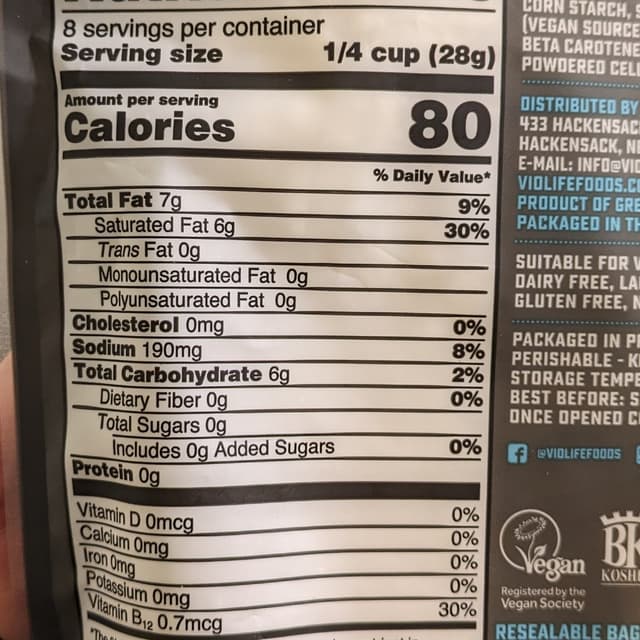 8 servings per container
Serving size 1/4 cup (28g)
Amount per serving
Calories 80
% Daily Value*
Total Fat 7g 9%
Saturated Fat 6g 30%
Trans Fat 0g
Monounsaturated Fat 0g
Polyunsaturated Fat 0g
Cholesterol 0mg 0%
Sodium 190mg 8%
Total Carbohydrate 6g 2%
Dietary Fiber 0g 0%
Total Sugars 0g
Includes 0g Added Sugars 0%
Protein 0g
Vitamin D 0mcg 0%
Calcium 0mg 0%
Iron 0mg 0%
Potassium 0mg 0%
Vitamin B12 0.7mcg 30%
CORN STARCH,
(VEGAN SOURCE
BETA CAROTENE
POWDERED
DISTRIBUTED BY
433 HACKENSAC
HACKENSACK,
E-MAIL:
VIOLIFEFOODS.C
PRODUCT OF GRE
PACKAGED IN TH
SUITABLE FOR V
DAIRY FREE, LA
GLUTEN FREE, N
PACKAGED IN P
PERISHABLE - K
STORAGE TEMPE
BEST BEFORE: S
ONCE OPENED C
f @VIOLIFEFOODS
Vegan
Registered by the
Vegan Society
BK
KOSH
RESEALABLE BAG